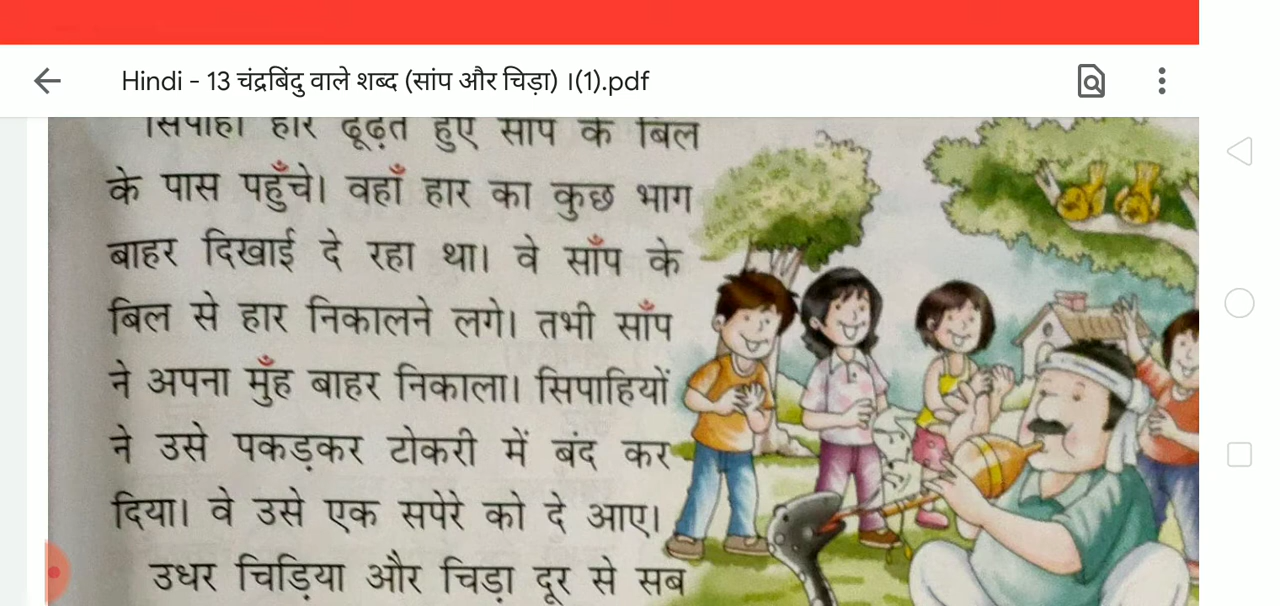 Hindi - 13 चंद्रबिंदु वाले शब्द (सांप और चिड़ा) ।(1).pdf
सिपाही हार ढूँढ़ते हुए साँप के बिल
के पास पहुँचे। वहाँ हार का कुछ भाग
बाहर दिखाई दे रहा था। वे साँप के
बिल से हार निकालने लगे। तभी साँप
ने अपना मुँह बाहर निकाला। सिपाहियों
ने उसे पकड़कर टोकरी में बंद कर
दिया। वे उसे एक सपेरे को दे आए।
उधर चिड़िया और चिड़ा दूर से सब